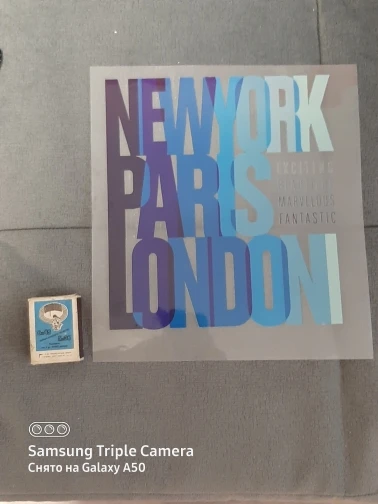 NEWYORK
PARIS
EXCITING
MARVELOUS
FANTASTIC
LONDON
Samsung Triple Camera
Снято на Galaxy A50